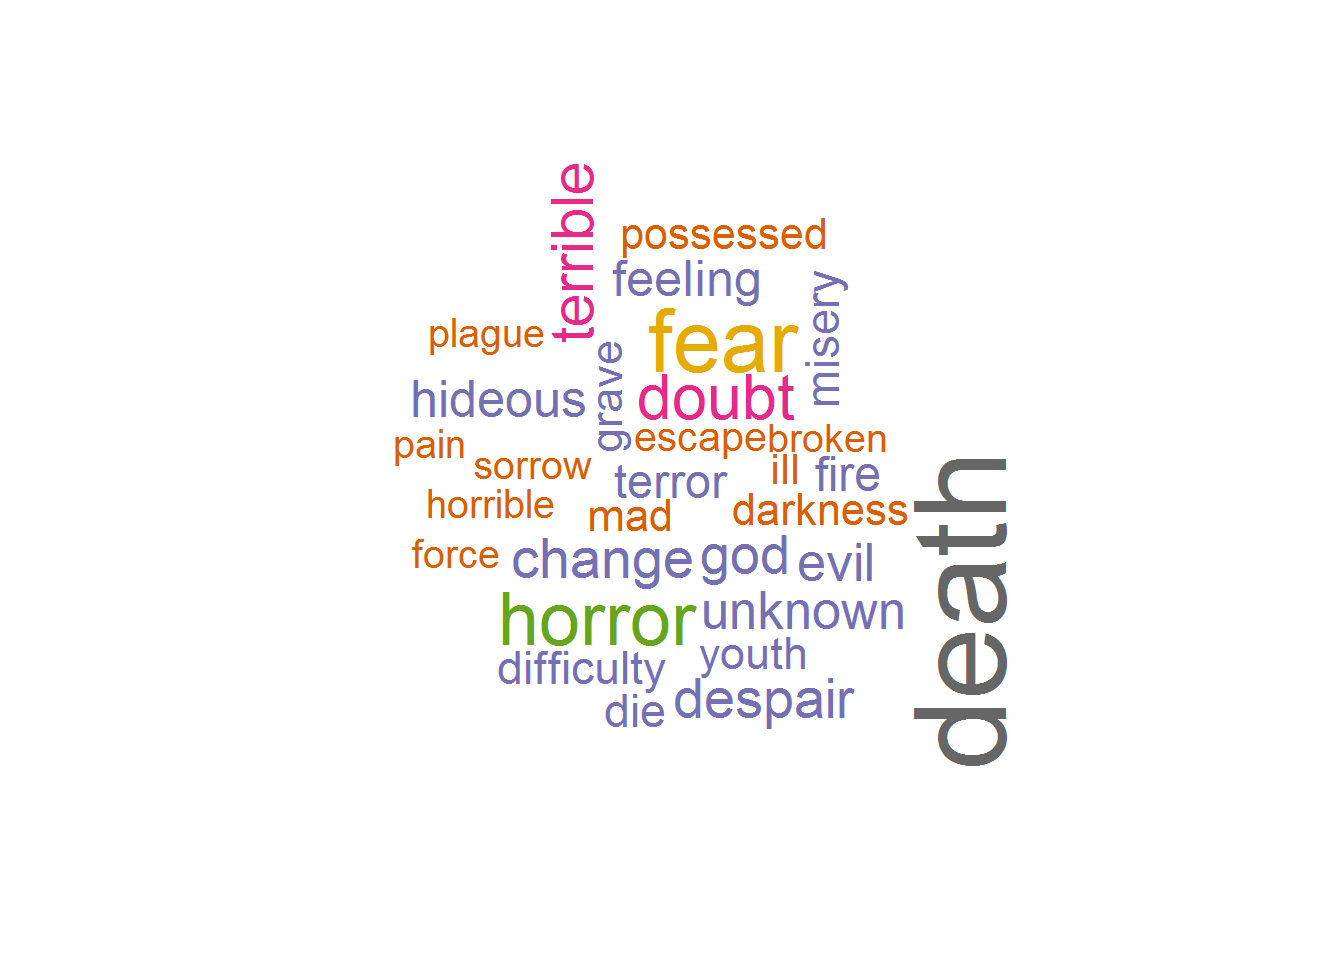 terrible
possessed
feeling
misery
plague
fear
grave
hideous
doubt
pain
escape
broken
sorrow
terror
ill
fire
horrible
mad
darkness
death
force
change
god
evil
horror
unknown
difficulty
youth
die
despair